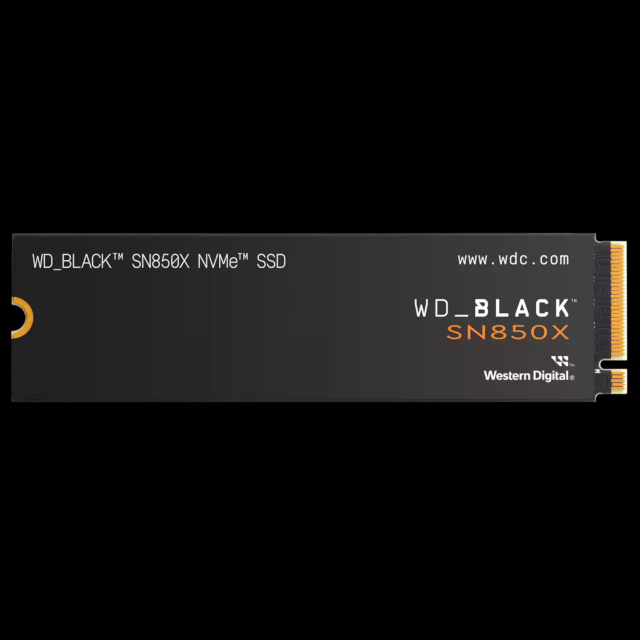 WD_BLACK™ SN850X NVMe™ SSD
www.wdc.com
WD_BLACK™
SN850X
Western Digital®